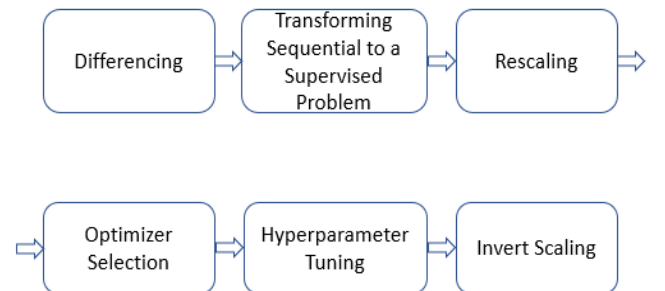 Differencing
Transforming
Sequential to a
Supervised
Problem
Rescaling
Optimizer
Selection
Hyperparameter
Tuning
Invert Scaling